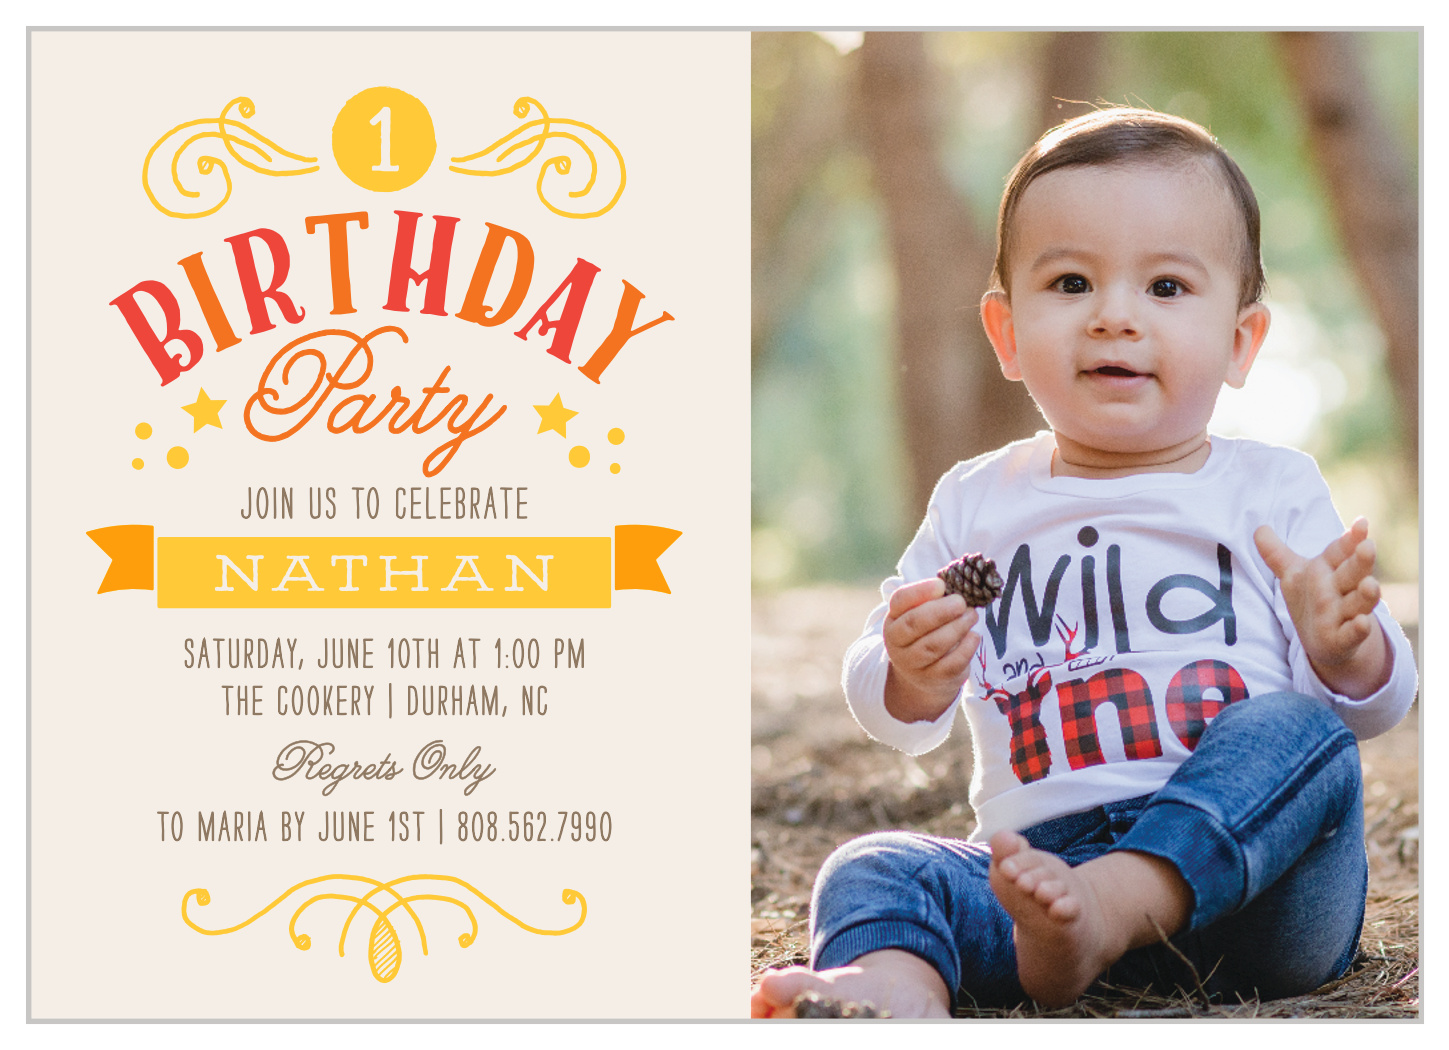 1
BIRTHDAY
Party
JOIN US TO CELEBRATE
NATHAN
SATURDAY, JUNE 10TH AT 1:00 PM
THE COOKERY | DURHAM, NC
Regrets Only
TO MARIA BY JUNE 1ST | 808.562.7990
Wild
and
one